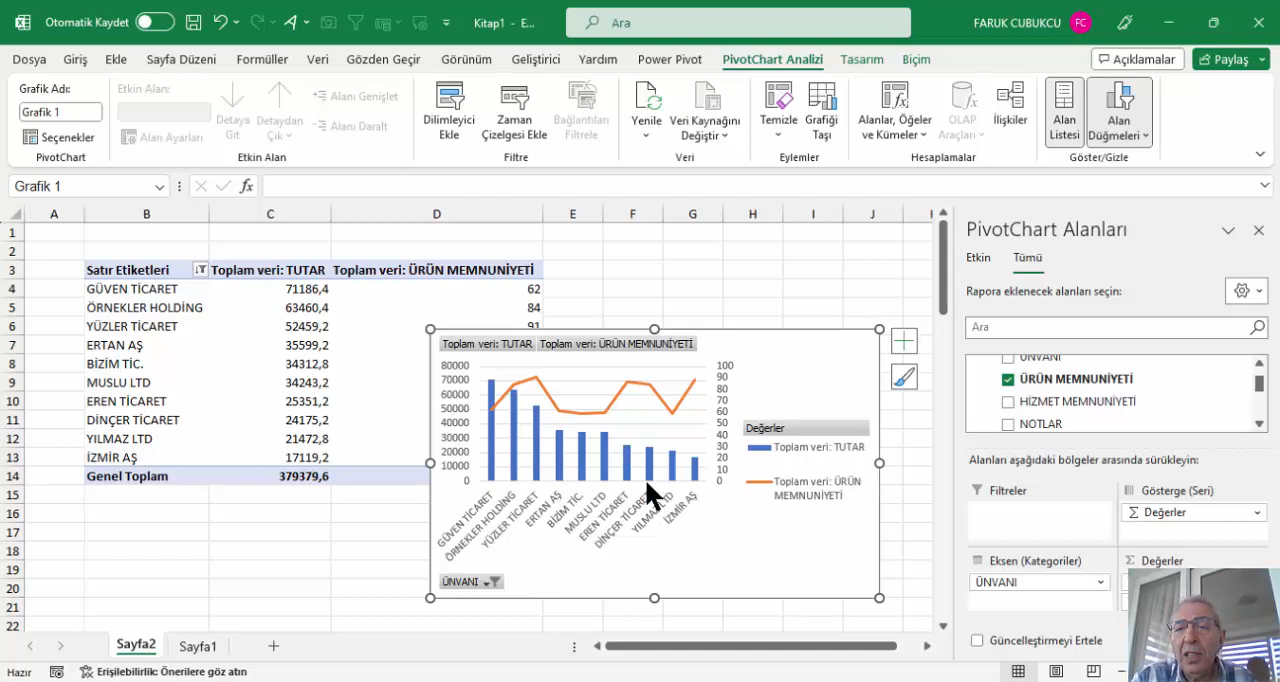 Otomatik Kaydet
Kitap1 - E...
Ara
FARUK CUBUKCU
FC
Dosya Giriş Ekle Sayfa Düzeni Formüller Veri Gözden Geçir Görünüm Geliştirici Yardım Power Pivot PivotChart Analizi Tasarım Biçim
Açıklamalar
Paylaş
Grafik Adı:
Grafik 1
Seçenekler
PivotChart
Etkin Alan:
Alan Ayarları
Detaya Git
Detaydan Çık
Alanı Genişlet
Alanı Daralt
Etkin Alan
Dilimleyici Ekle
Zaman Çizelgesi Ekle
Bağlantıları Filtrele
Filtre
Yenile
Veri Kaynağını Değiştir
Veri
Temizle
Grafiği Taşı
Eylemler
Alanlar, Öğeler ve Kümeler
OLAP Araçları
İlişkiler
Hesaplamalar
Alan Listesi
Alan Düğmeleri
Göster/Gizle
Grafik 1
fx
A B C D E F G H I J
1
2
3 Satır Etiketleri Toplam veri: TUTAR Toplam veri: ÜRÜN MEMNUNİYETİ
4 GÜVEN TİCARET 71186,4 62
5 ÖRNEKLER HOLDİNG 63460,4 84
6 YÜZLER TİCARET 52459,2 91
7 ERTAN AŞ 35599,2
8 BİZİM TİC. 34312,8
9 MUSLU LTD 34243,2
10 EREN TİCARET 25351,2
11 DİNÇER TİCARET 24175,2
12 YILMAZ LTD 21472,8
13 İZMİR AŞ 17119,2
14 Genel Toplam 379379,6
15
16
17
18
19
20
21
22
Toplam veri: TUTAR Toplam veri: ÜRÜN MEMNUNİYETİ
80000
70000
60000
50000
40000
30000
20000
10000
0
100
90
80
70
60
50
40
30
20
10
0
GÜVEN TİCARET
ÖRNEKLER HOLDİNG
YÜZLER TİCARET
ERTAN AŞ
BİZİM TİC.
MUSLU LTD
EREN TİCARET
DİNÇER TİCARET
YILMAZ LTD
İZMİR AŞ
Değerler
Toplam veri: TUTAR
Toplam veri: ÜRÜN
MEMNUNİYETİ
ÜNVANI
PivotChart Alanları
Etkin Tümü
Rapora eklenecek alanları seçin:
Ara
ÜNVANI
ÜRÜN MEMNUNİYETİ
HİZMET MEMNUNİYETİ
NOTLAR
Alanları aşağıdaki bölgeler arasında sürükleyin:
Filtreler
Gösterge (Seri)
Σ Değerler
Eksen (Kategoriler)
Σ Değerler
ÜNVANI
Güncelleştirmeyi Ertele
Sayfa2 Sayfa1
Hazır
Erişilebilirlik: Önerilere göz atın